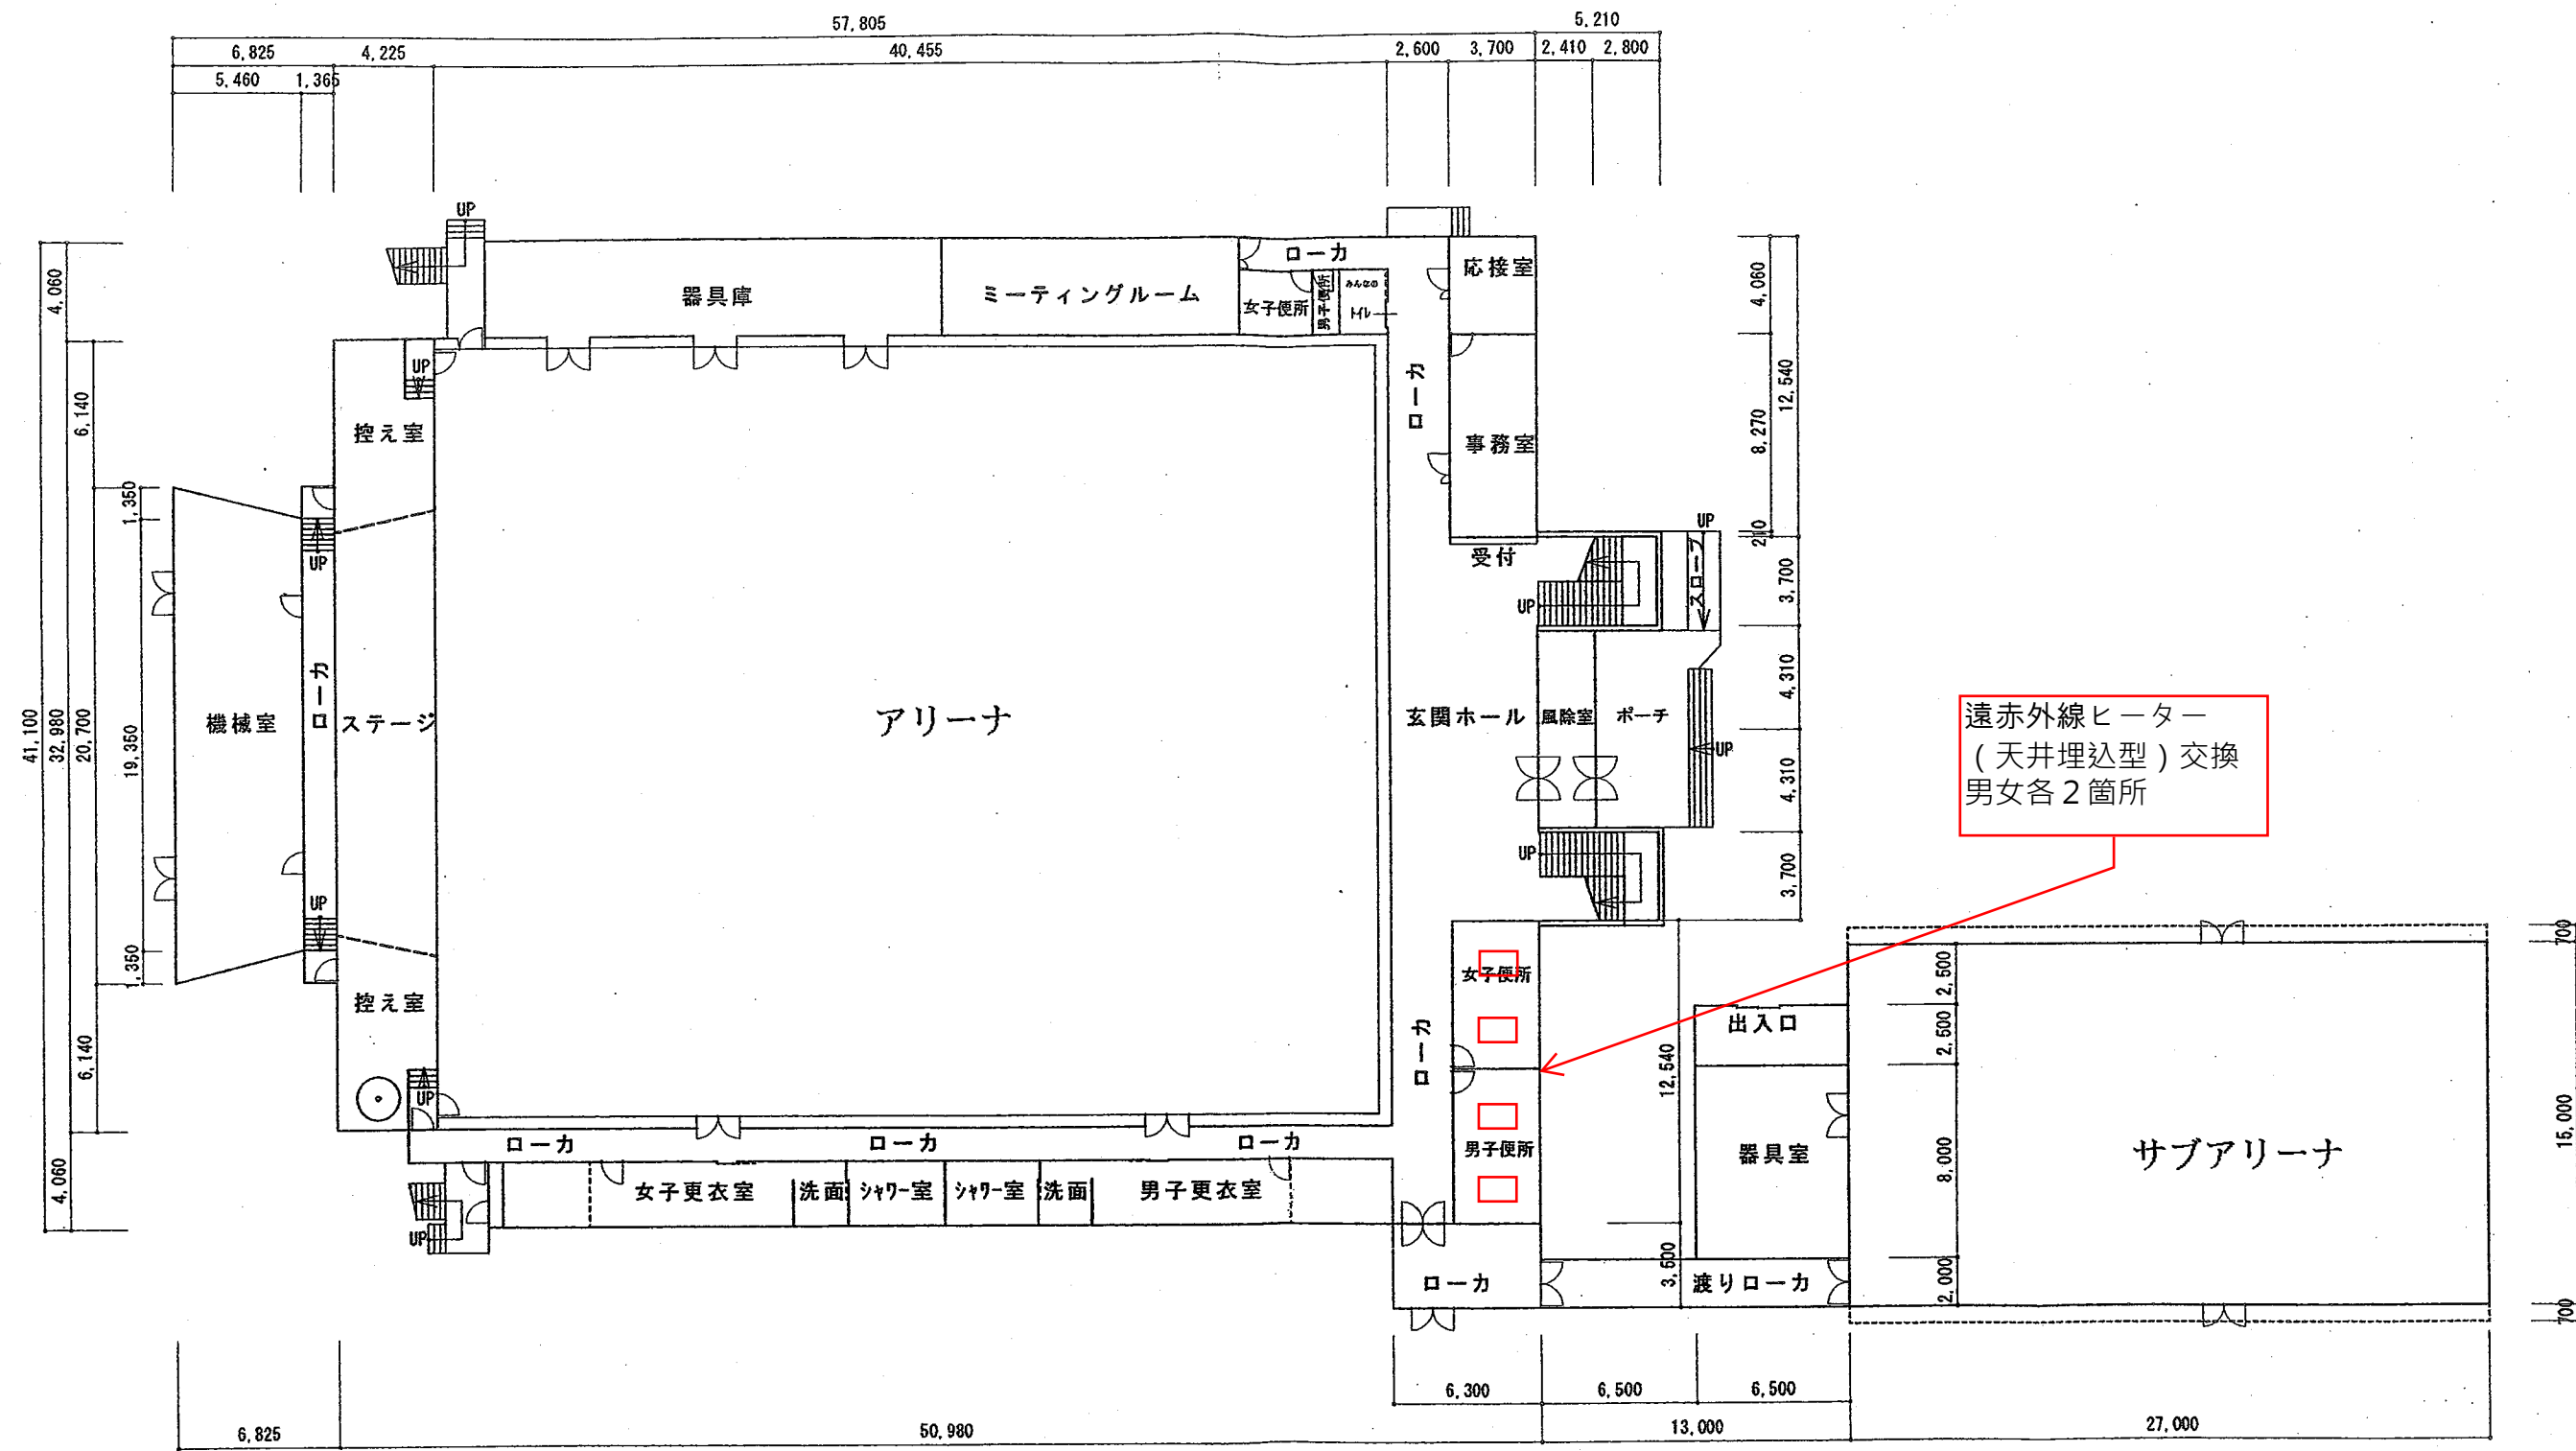 57,805
5,210
6,825
4,225
40,455
2,600
3,700
2,410
2,800
5,460
1,365
UP
ローカ
応接室
器具庫
ミーティングルーム
女子便所
男子便所
みんなの
トイレ
4,060
4,060
UP
控え室
6,140
ローカ
事務室
8,270
12,540
1,350
UP
UP
210
受付
スローブ
UP
3,700
41,100
32,980
20,700
19,350
機械室
ローカ
ステージ
アリーナ
玄関ホール
風除室
ポーチ
UP
4,310
4,310
遠赤外線ヒーター
(天井埋込型)交換
男女各2箇所
UP
3,700
UP
1,350
控え室
女子便所
700
2,500
出入口
2,500
6,140
UP
ローカ
12,540
15,000
ローカ
ローカ
ローカ
男子便所
器具室
8,000
サブアリーナ
4,060
女子更衣室
洗面
シャワー室
シャワー室
洗面
男子更衣室
UP
ローカ
3,500
渡りローカ
2,000
700
6,300
6,500
6,500
6,825
50,980
13,000
27,000